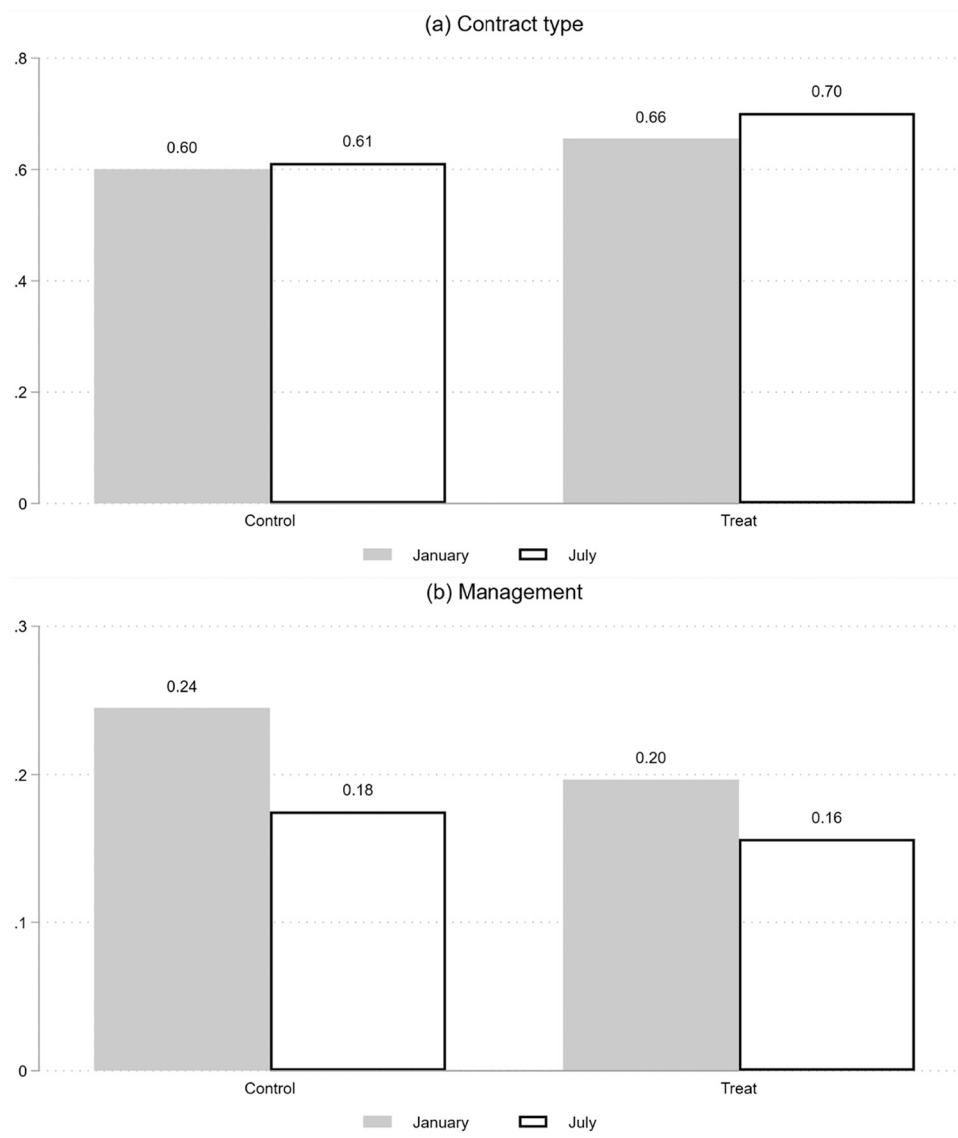 (a) Contract type
.8
0.70
0.66
0.61
0.60
.6
.4
.2
0
Control Treat
January July
(b) Management
.3
0.24
0.20
.2
0.18
0.16
.1
0
Control Treat
January July